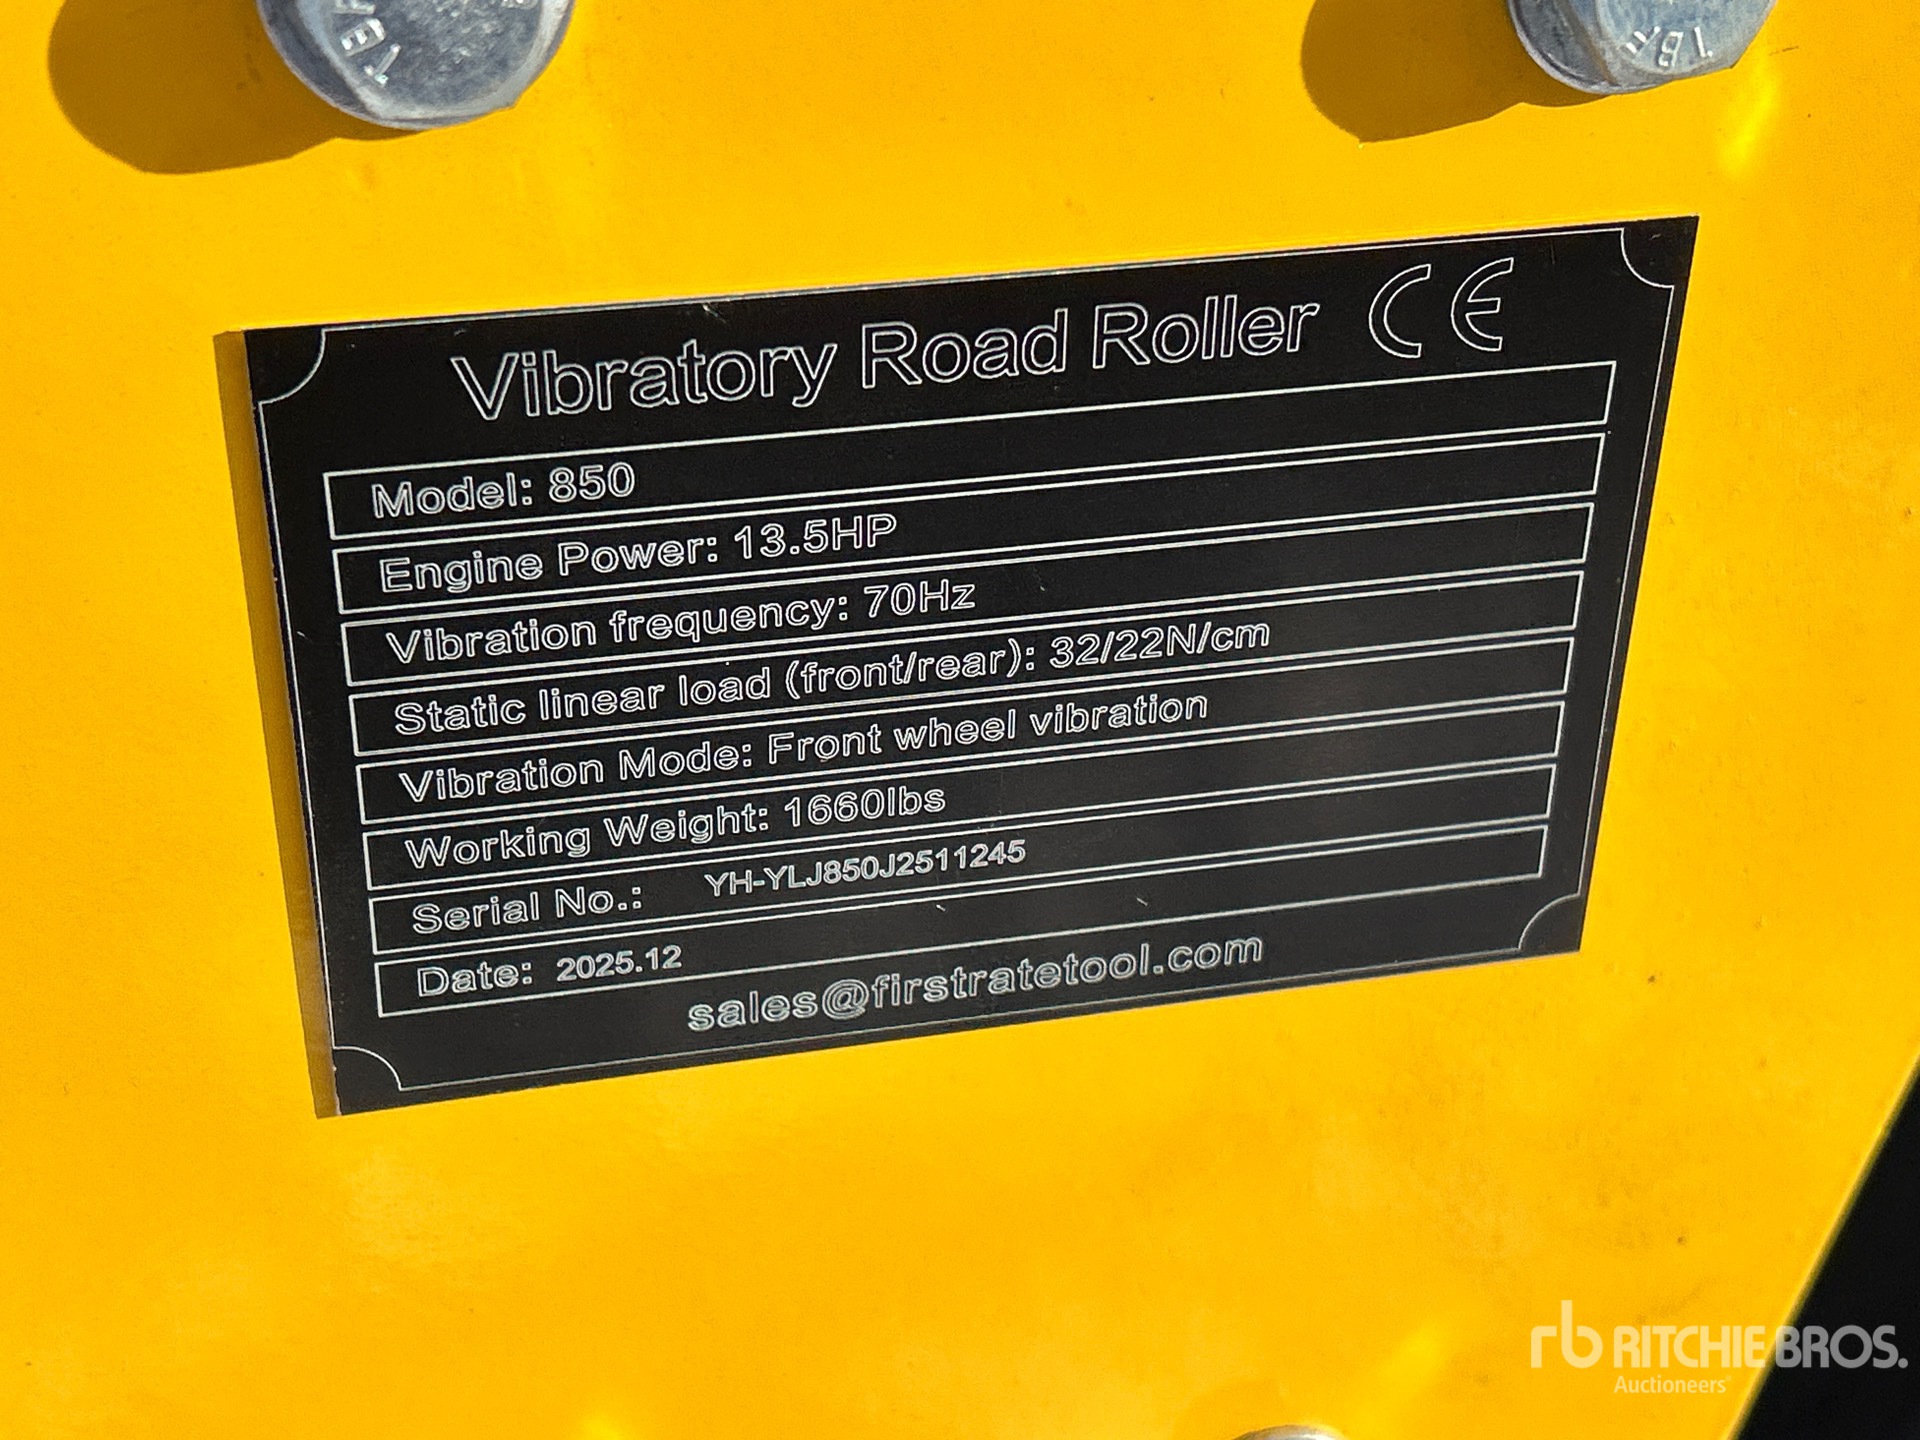 Vibratory Road Roller CE
Model: 850
Engine Power: 13.5HP
Vibration frequency: 70Hz
Static linear load (front/rear): 32/22N/cm
Vibration Mode: Front wheel vibration
Working Weight: 1660lbs
Serial No.: YH-YLJ850J2511245
Date: 2025.12
sales@firstratetool.com
rb RITCHIE BROS.
Auctioneers